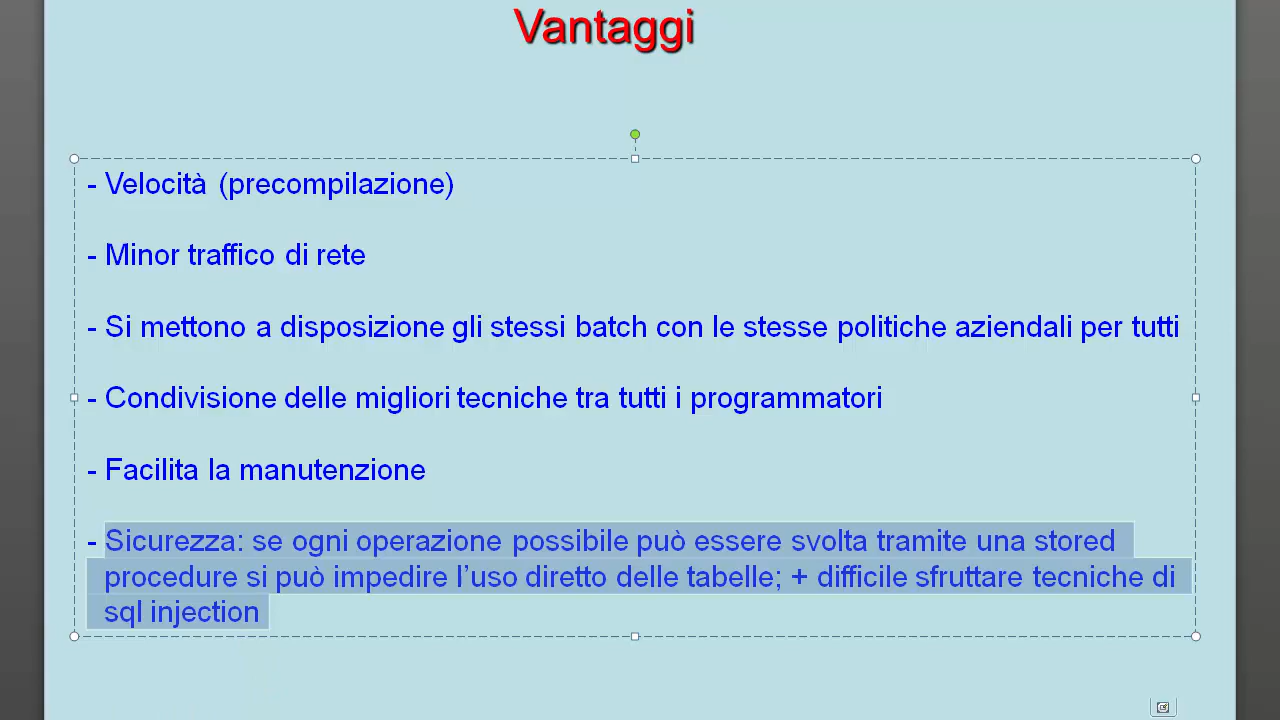 Vantaggi
- Velocità (precompilazione)
- Minor traffico di rete
- Si mettono a disposizione gli stessi batch con le stesse politiche aziendali per tutti
- Condivisione delle migliori tecniche tra tutti i programmatori
- Facilita la manutenzione
- Sicurezza: se ogni operazione possibile può essere svolta tramite una stored
procedure si può impedire l’uso diretto delle tabelle; + difficile sfruttare tecniche di
sql injection